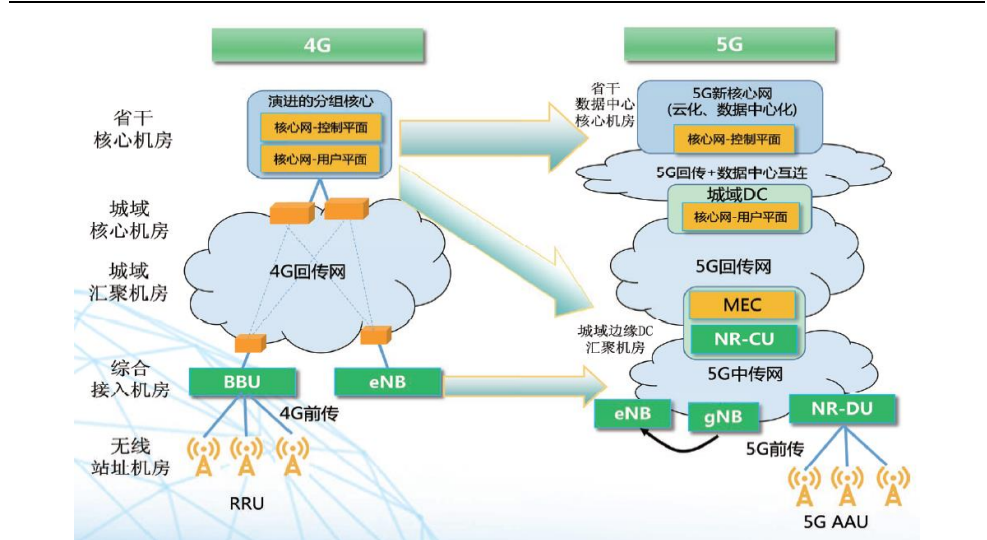 4G
5G
省干
核心机房
城域
核心机房
城域
汇聚机房
综合
接入机房
无线
站址机房
演进的分组核心
核心网-控制平面
核心网-用户平面
4G回传网
BBU
eNB
4G前传
RRU
省干
数据中心
核心机房
5G新核心网
(云化、数据中心化)
核心网-控制平面
5G回传+数据中心互连
城域DC
核心网-用户平面
5G回传网
MEC
NR-CU
城域边缘DC
汇聚机房
5G中传网
eNB
gNB
NR-DU
5G前传
5G AAU